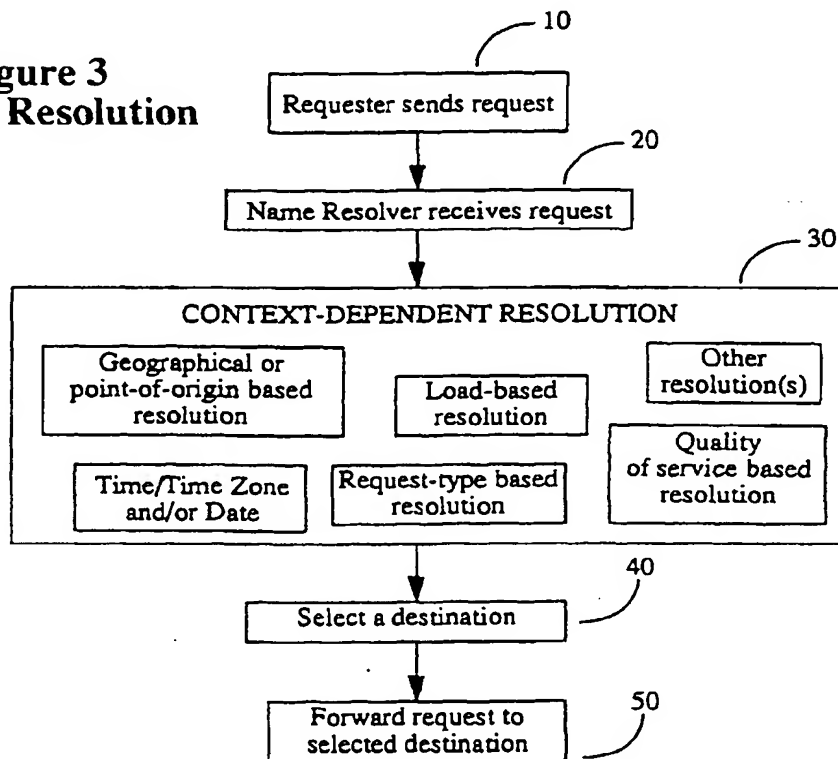 10
gure 3
Resolution
Requester sends request
20
Name Resolver receives request
30
CONTEXT-DEPENDENT RESOLUTION
Geographical or
point-of-origin based
resolution
Load-based
resolution
Other
resolution(s)
Time/Time Zone
and/or Date
Request-type based
resolution
Quality
of service based
resolution
40
Select a destination
50
Forward request to
selected destination